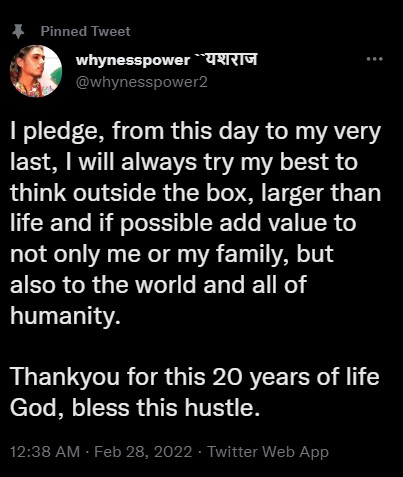 Pinned Tweet
whynesspower ``यशराज
@whynesspower2
I pledge, from this day to my very
last, I will always try my best to
think outside the box, larger than
life and if possible add value to
not only me or my family, but
also to the world and all of
humanity.
Thankyou for this 20 years of life
God, bless this hustle.
12:38 AM · Feb 28, 2022 · Twitter Web App